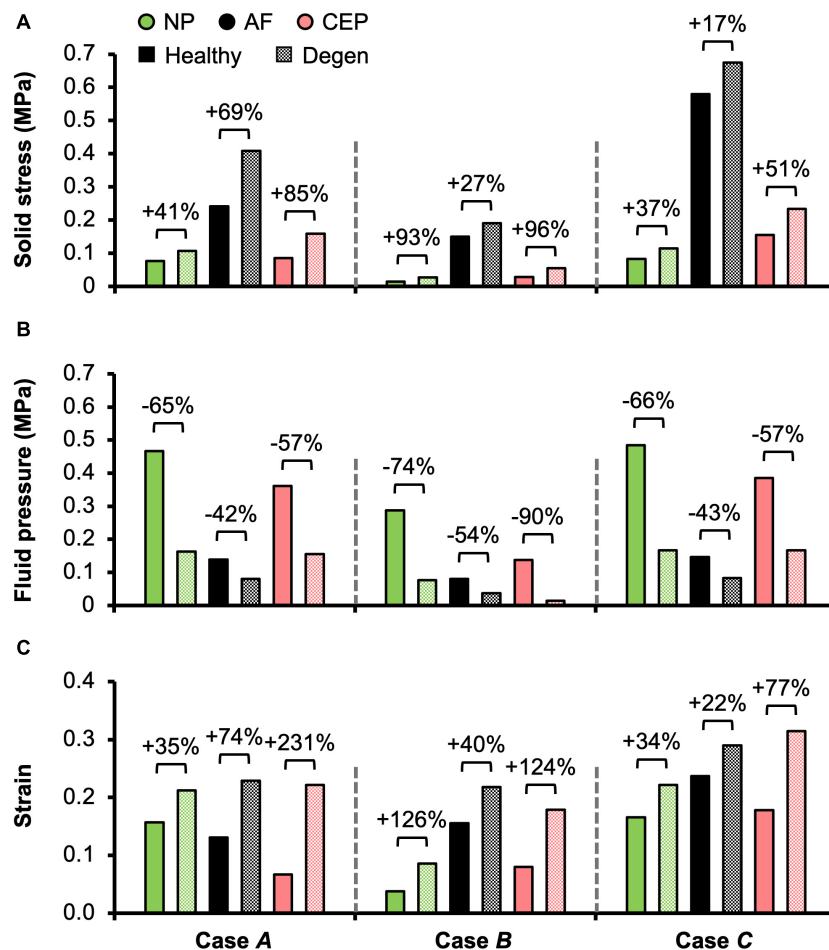 A
NP AF CEP
Healthy Degen
Solid stress (MPa)
0.7
0.6
0.5
0.4
0.3
0.2
0.1
0
+41% +69% +85%
+93% +27% +96%
+37% +17% +51%
B
Fluid pressure (MPa)
0.7
0.6
0.5
0.4
0.3
0.2
0.1
0
-65% -42% -57%
-74% -54% -90%
-66% -43% -57%
C
Strain
0.4
0.3
0.2
0.1
0.0
+35% +74% +231%
+126% +40% +124%
+34% +22% +77%
Case A Case B Case C